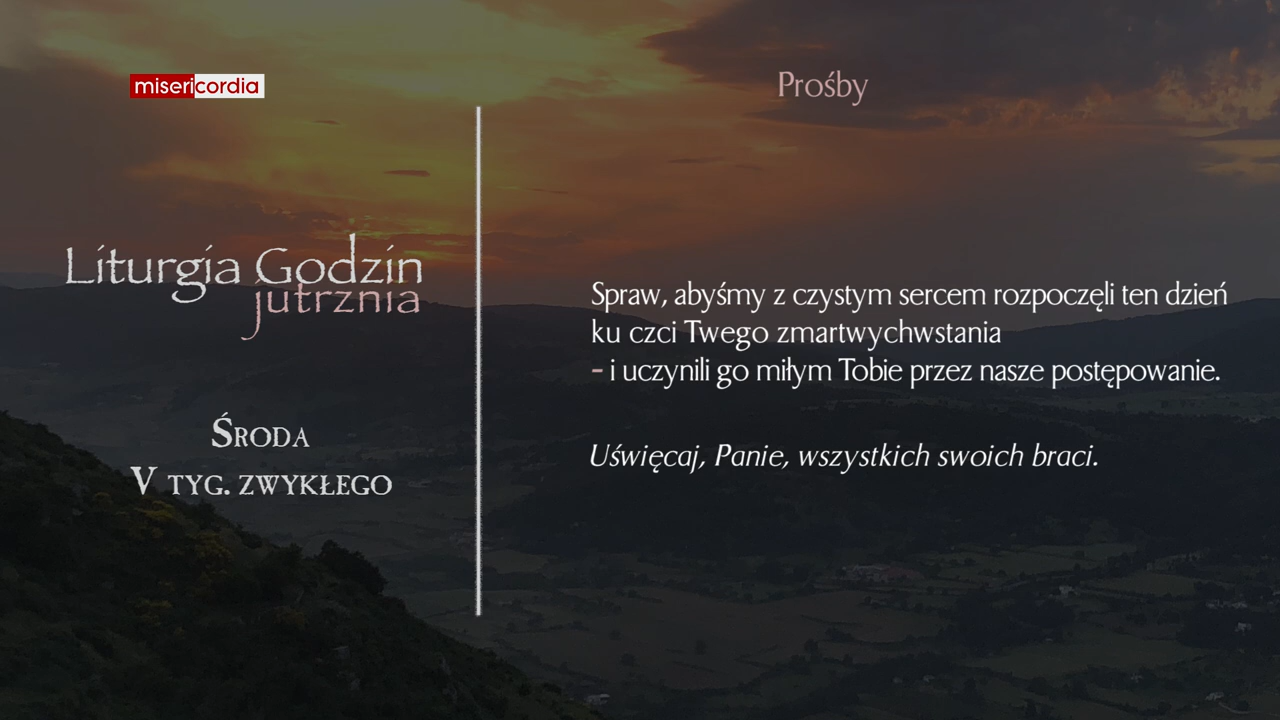 misericordia
Liturgia Godzin
jutrznia
Środa
V tyg. zwykłego
Prośby
Spraw, abyśmy z czystym sercem rozpoczęli ten dzień
ku czci Twego zmartwychwstania
- i uczynili go miłym Tobie przez nasze postępowanie.
Uświęcaj, Panie, wszystkich swoich braci.